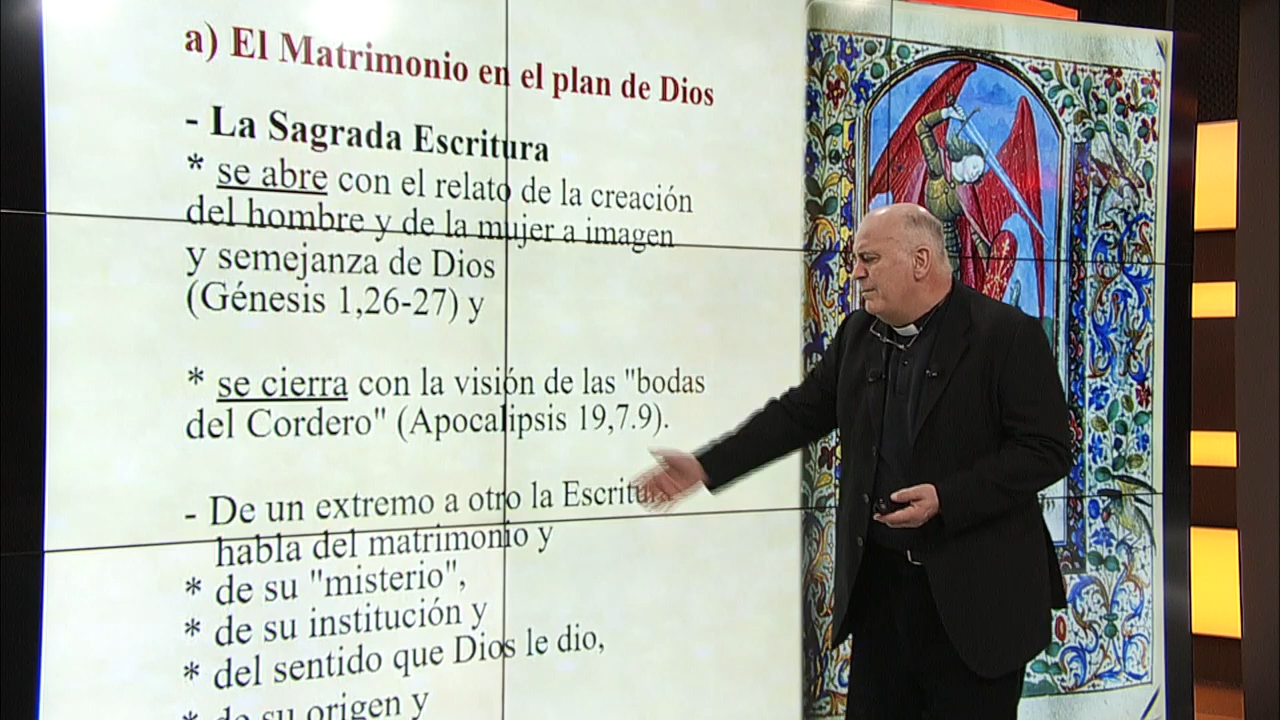 a) El Matrimonio en el plan de Dios
- La Sagrada Escritura
* se abre con el relato de la creación
del hombre y de la mujer a imagen
y semejanza de Dios
(Génesis 1,26-27) y
* se cierra con la visión de las "bodas
del Cordero" (Apocalipsis 19,7.9).
- De un extremo a otro la Escritura
habla del matrimonio y
* de su "misterio",
* de su institución y
* del sentido que Dios le dio,
* de su origen y